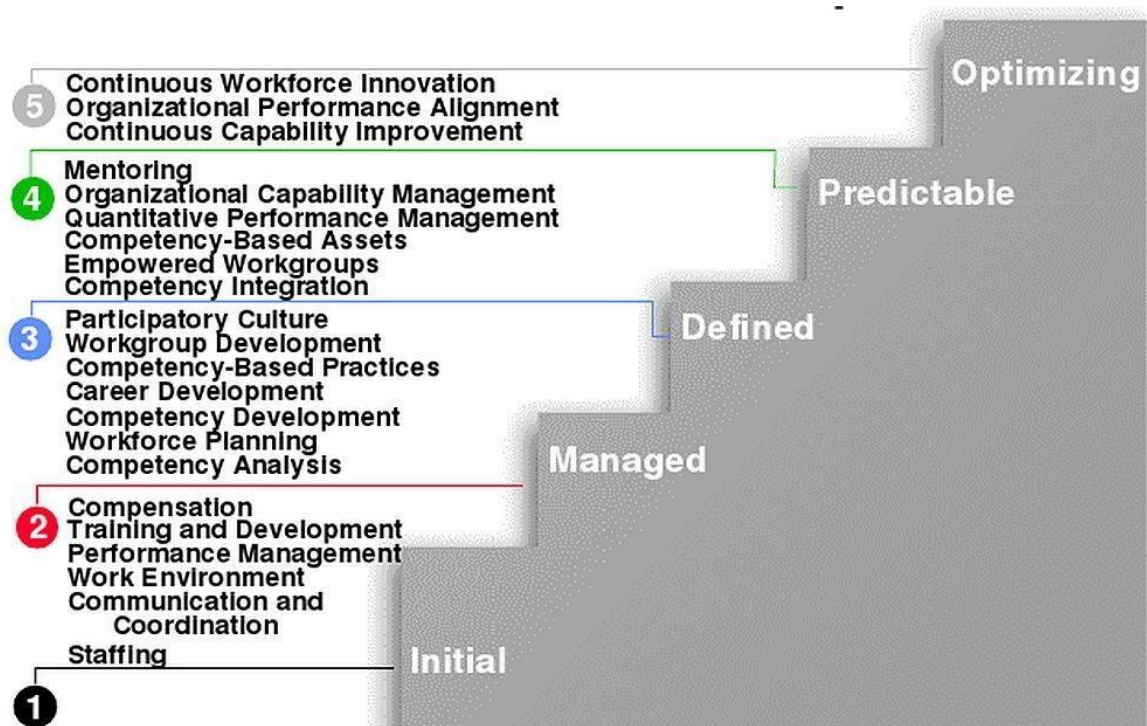 Optimizing
5
Continuous Workforce Innovation
Organizational Performance Alignment
Continuous Capability Improvement
Predictable
4
Mentoring
Organizational Capability Management
Quantitative Performance Management
Competency-Based Assets
Empowered Workgroups
Competency Integration
Defined
3
Participatory Culture
Workgroup Development
Competency-Based Practices
Career Development
Competency Development
Workforce Planning
Competency Analysis
Managed
2
Compensation
Training and Development
Performance Management
Work Environment
Communication and
Coordination
Staffing
Initial
1